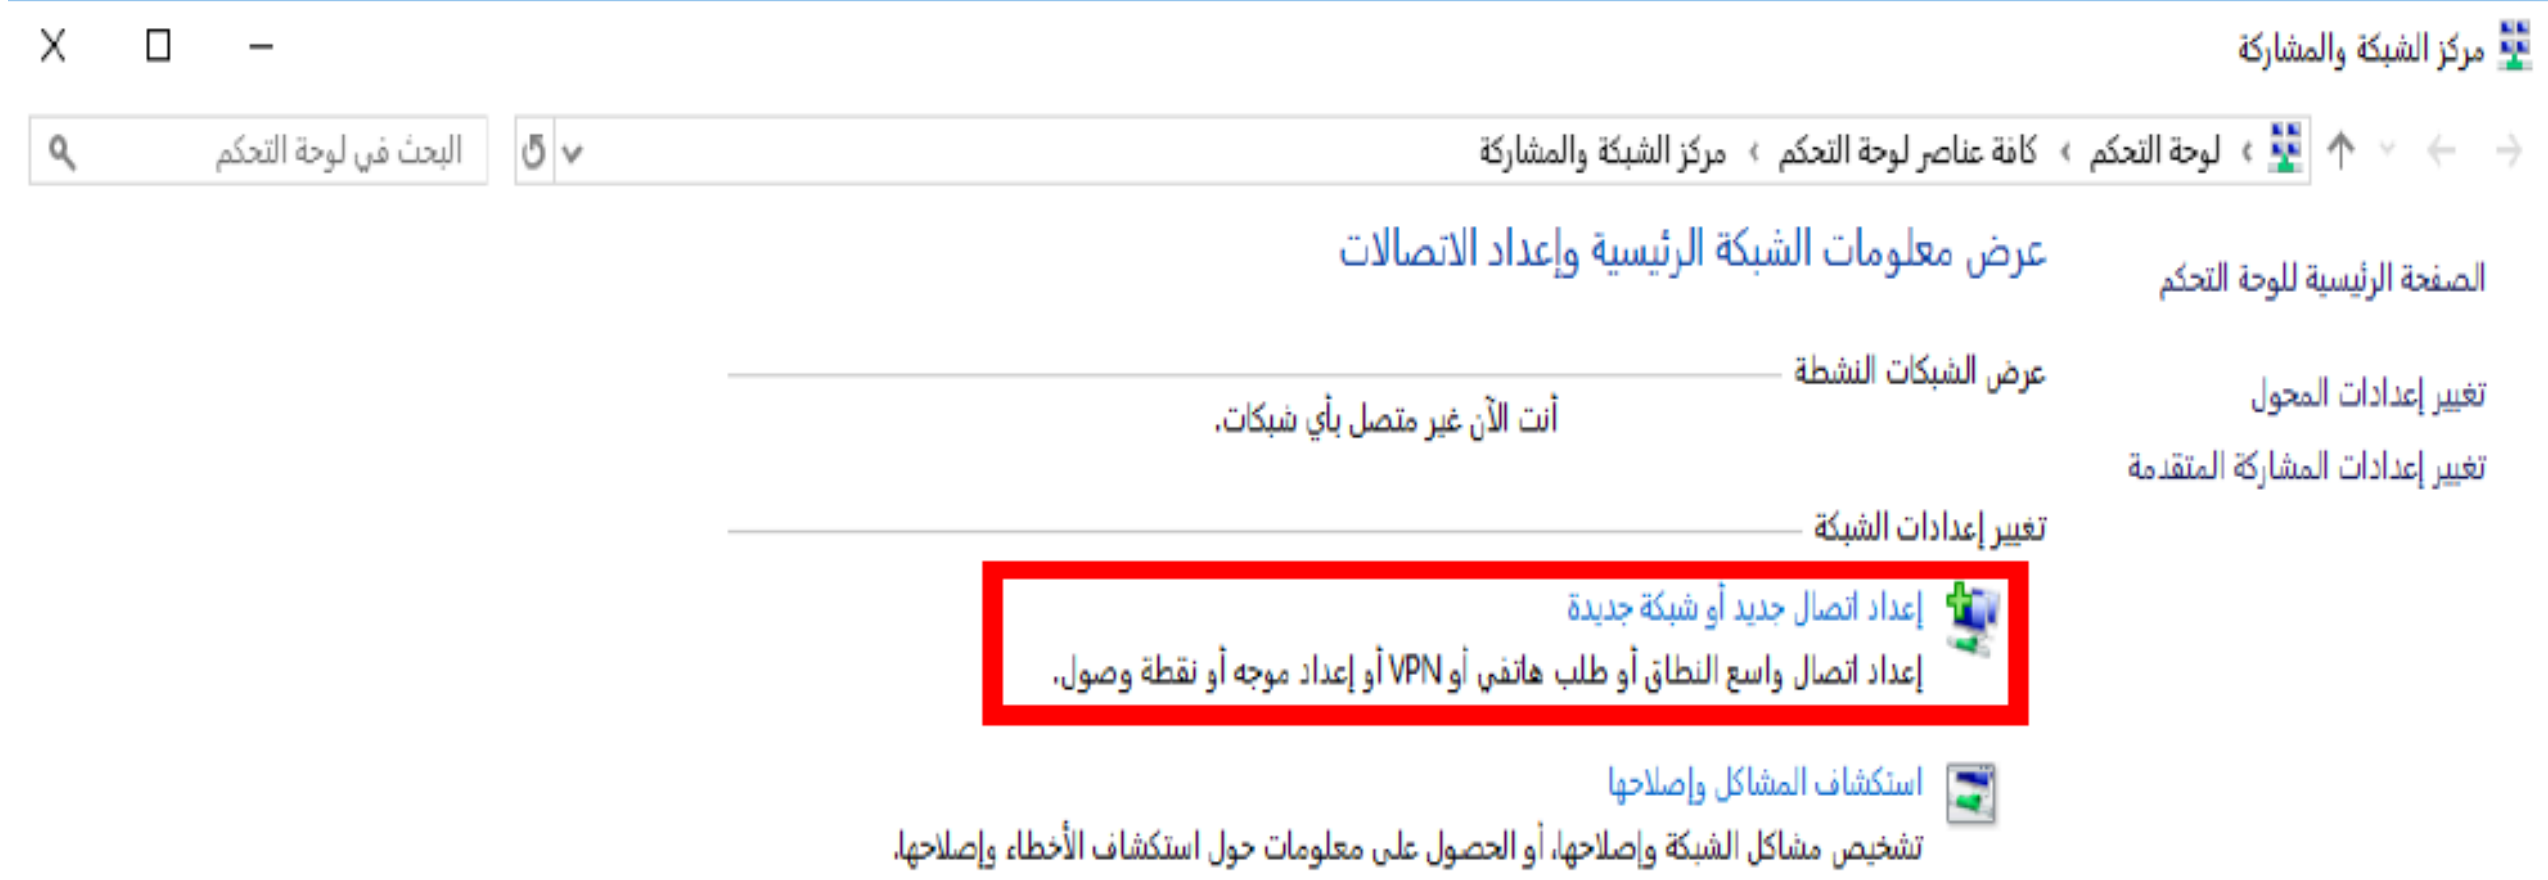 مركز الشبكة والمشاركة
لوحة التحكم › كافة عناصر لوحة التحكم › مركز الشبكة والمشاركة
البحث في لوحة التحكم
الصفحة الرئيسية للوحة التحكم
تغيير إعدادات المحول
تغيير إعدادات المشاركة المتقدمة
عرض معلومات الشبكة الرئيسية وإعداد الاتصالات
عرض الشبكات النشطة
أنت الآن غير متصل بأي شبكات.
تغيير إعدادات الشبكة
إعداد اتصال جديد أو شبكة جديدة
إعداد اتصال واسع النطاق أو طلب هاتفي أو VPN أو إعداد موجه أو نقطة وصول.
استكشاف المشاكل وإصلاحها
تشخيص مشاكل الشبكة وإصلاحها، أو الحصول على معلومات حول استكشاف الأخطاء وإصلاحها.